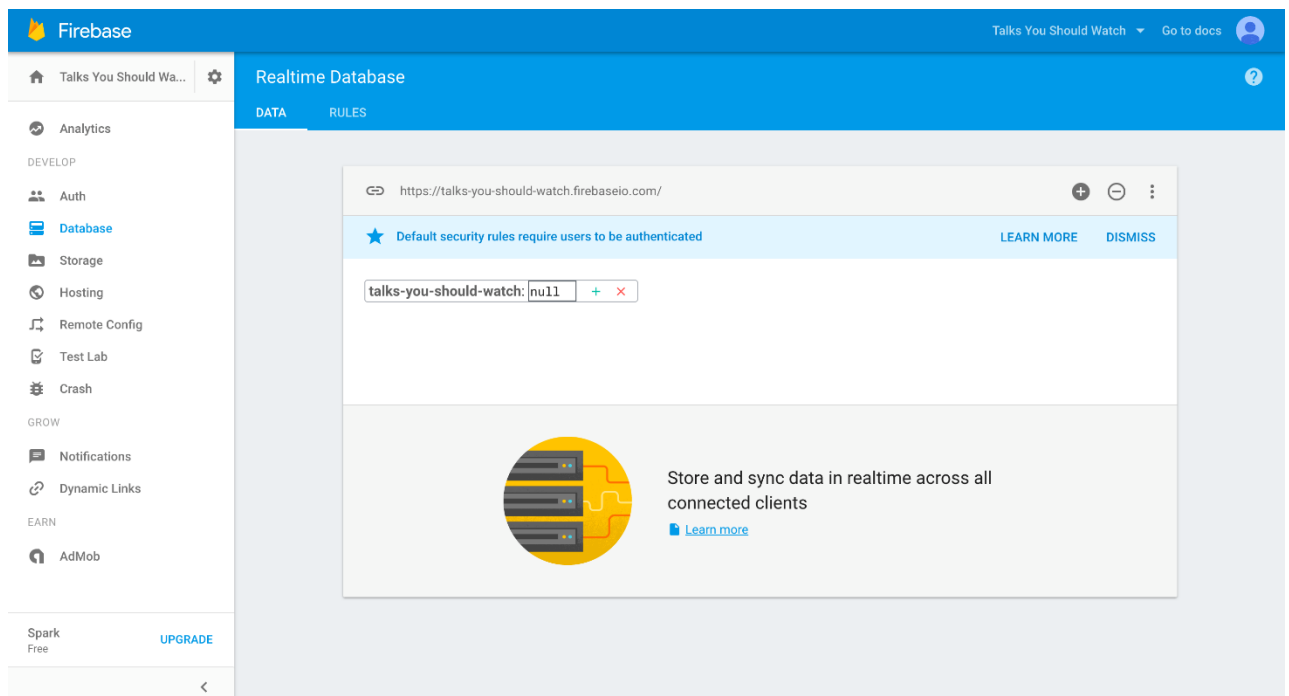 Firebase
Talks You Should Watch
Go to docs
Talks You Should Wa...
Realtime Database
DATA
RULES
Analytics
DEVELOP
Auth
Database
Storage
Hosting
Remote Config
Test Lab
Crash
GROW
Notifications
Dynamic Links
EARN
AdMob
Spark
Free
UPGRADE
https://talks-you-should-watch.firebaseio.com/
Default security rules require users to be authenticated
LEARN MORE
DISMISS
talks-you-should-watch: null
Store and sync data in realtime across all
connected clients
Learn more